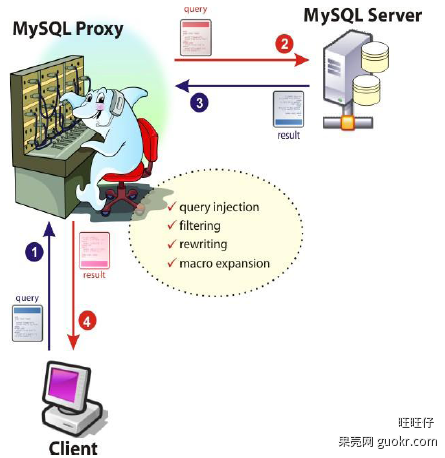 query
MySQL Proxy
MySQL Server
2
3
result
✓ query injection
✓ filtering
✓ rewriting
✓ macro expansion
1
result
query
4
Client
旺旺仔
果壳网 guokr.com